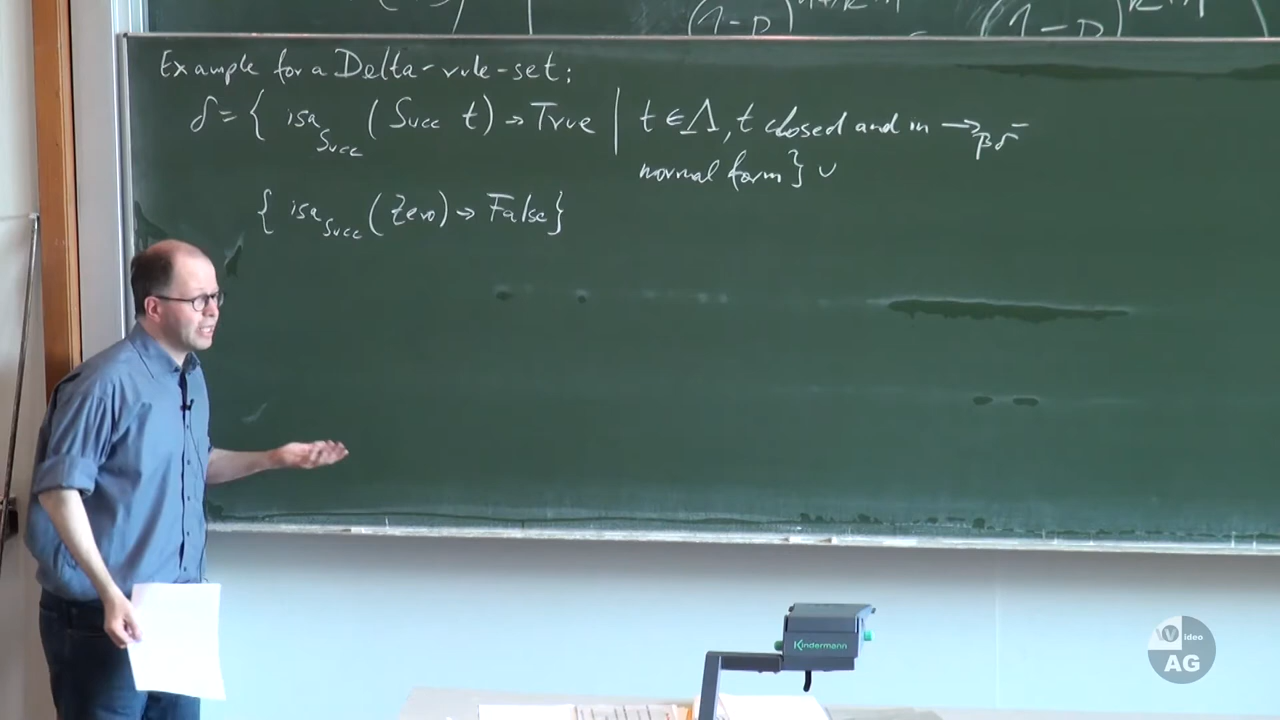 Example for a Delta-rule-set:
δ = { isa_Succ (Succ t) → True | t ∈ Λ, t closed and in →_βδ -
normal form } ∪
{ isa_Succ (Zero) → False }
Kindermann
Video
AG